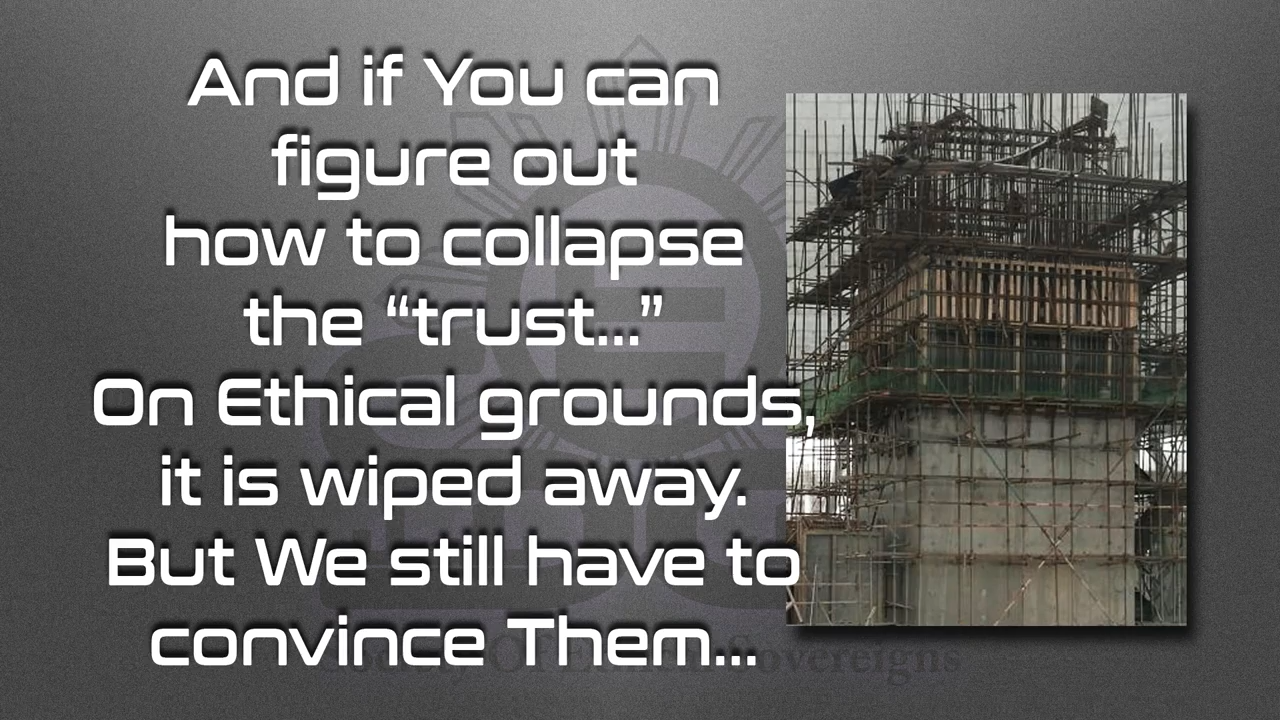 And if You can
figure out
how to collapse
the “trust...”
On Ethical grounds,
it is wiped away.
But We still have to
convince Them...
Sovereigns